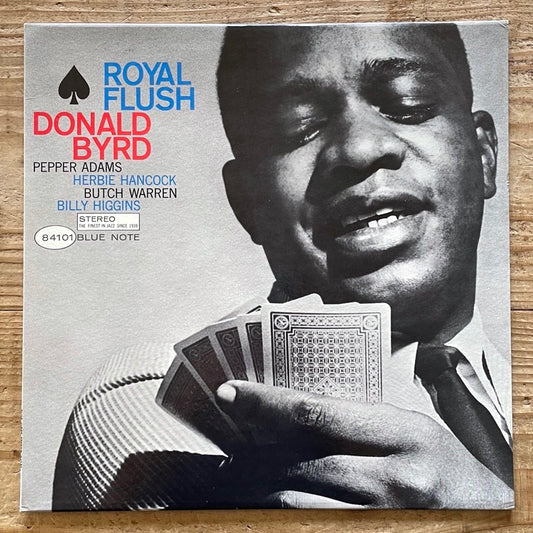 ROYAL
FLUSH
DONALD
BYRD
PEPPER ADAMS
HERBIE HANCOCK
BUTCH WARREN
BILLY HIGGINS
STEREO
THE FINEST IN JAZZ SINCE 1939
84101 BLUE NOTE